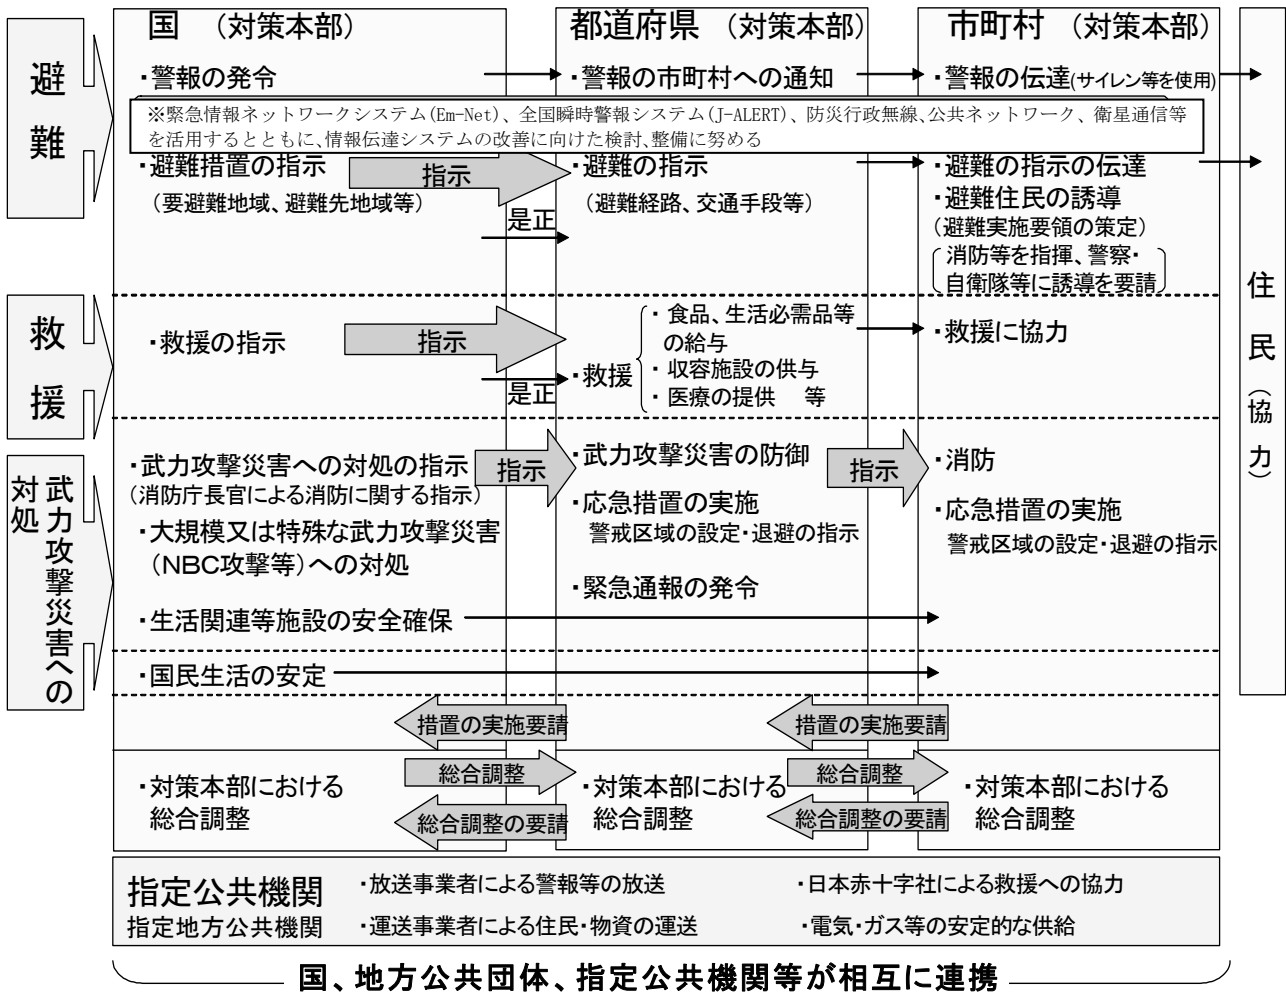 国 （対策本部）
都道府県 （対策本部）
市町村 （対策本部）
避難
・警報の発令
・警報の市町村への通知
・警報の伝達(サイレン等を使用)
※緊急情報ネットワークシステム(Em-Net)、全国瞬時警報システム(J-ALERT)、防災行政無線、公共ネットワーク、衛星通信等
を活用するとともに、情報伝達システムの改善に向けた検討、整備に努める
・避難措置の指示
（要避難地域、避難先地域等）
指示
是正
・避難の指示
（避難経路、交通手段等）
・避難の指示の伝達
・避難住民の誘導
（避難実施要領の策定）
消防等を指揮、警察・
自衛隊等に誘導を要請
救援
・救援の指示
指示
是正
・救援
・食品、生活必需品等
の給与
・収容施設の供与
・医療の提供 等
・救援に協力
武力攻撃災害への
対処
・武力攻撃災害への対処の指示
（消防庁長官による消防に関する指示）
指示
・武力攻撃災害の防御
指示
・消防
・大規模又は特殊な武力攻撃災害
（NBC攻撃等）への対処
・応急措置の実施
警戒区域の設定・退避の指示
・応急措置の実施
警戒区域の設定・退避の指示
・緊急通報の発令
・生活関連等施設の安全確保
・国民生活の安定
措置の実施要請
措置の実施要請
・対策本部における
総合調整
総合調整
総合調整の要請
・対策本部における
総合調整
総合調整
総合調整の要請
・対策本部における
総合調整
住民（協力）
指定公共機関
指定地方公共機関
・放送事業者による警報等の放送
・日本赤十字社による救援への協力
・運送事業者による住民・物資の運送
・電気・ガス等の安定的な供給
国、地方公共団体、指定公共機関等が相互に連携